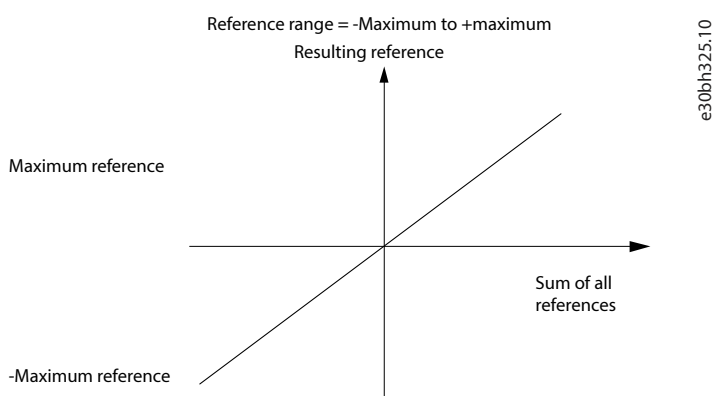 Reference range = -Maximum to +maximum
Resulting reference
e30bh325.10
Maximum reference
Sum of all
references
-Maximum reference